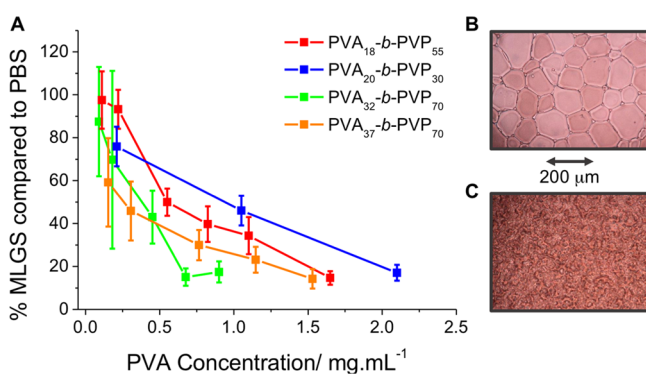 A
% MLGS compared to PBS
120
100
80
60
40
20
0
0.0 0.5 1.0 1.5 2.0 2.5
PVA Concentration/ mg.mL⁻¹
PVA₁₈-b-PVP₅₅
PVA₂₀-b-PVP₃₀
PVA₃₂-b-PVP₇₀
PVA₃₇-b-PVP₇₀
B
200 μm
C